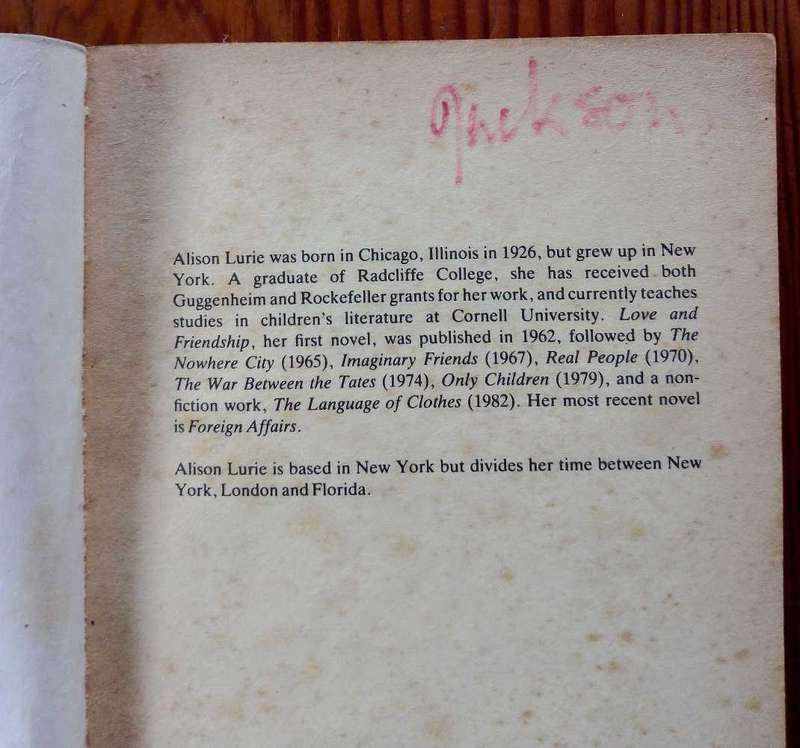 Jackson.
Alison Lurie was born in Chicago, Illinois in 1926, but grew up in New
York. A graduate of Radcliffe College, she has received both
Guggenheim and Rockefeller grants for her work, and currently teaches
studies in children's literature at Cornell University. Love and
Friendship, her first novel, was published in 1962, followed by The
Nowhere City (1965), Imaginary Friends (1967), Real People (1970),
The War Between the Tates (1974), Only Children (1979), and a non-
fiction work, The Language of Clothes (1982). Her most recent novel
is Foreign Affairs.
Alison Lurie is based in New York but divides her time between New
York, London and Florida.